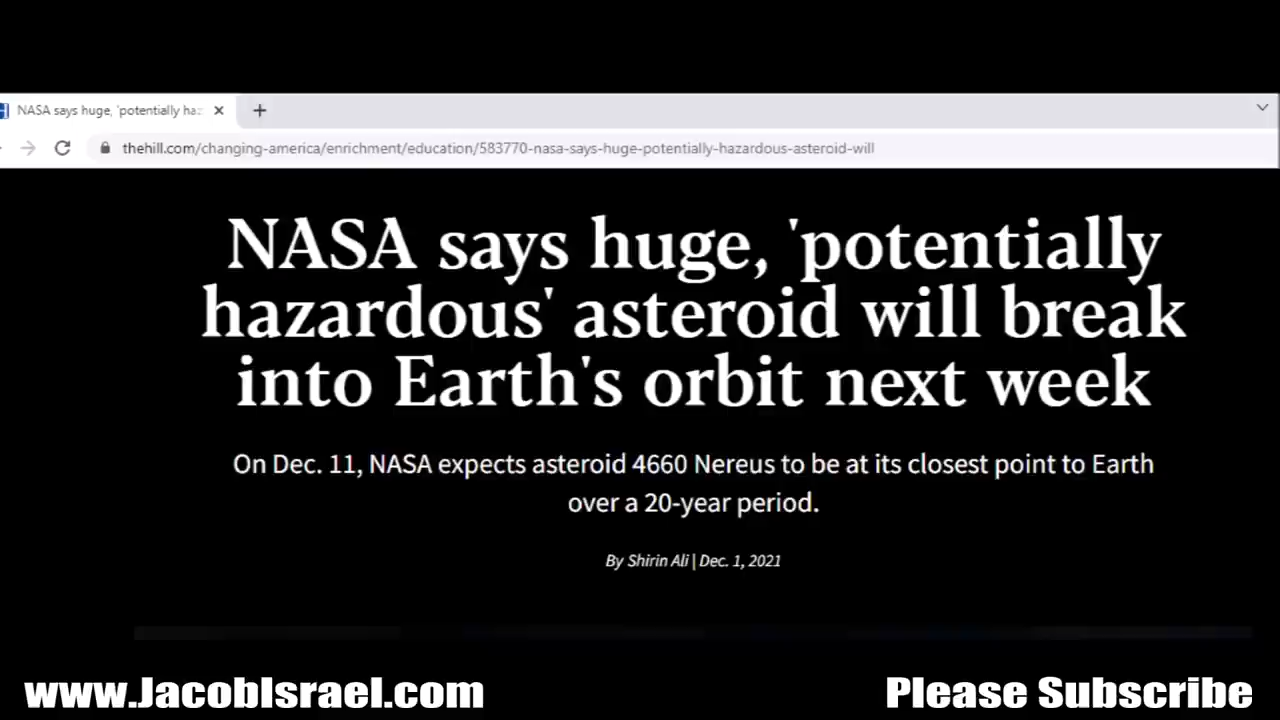 NASA says huge, 'potentially haz
thehill.com/changing-america/enrichment/education/583770-nasa-says-huge-potentially-hazardous-asteroid-will
NASA says huge, 'potentially
hazardous' asteroid will break
into Earth's orbit next week
On Dec. 11, NASA expects asteroid 4660 Nereus to be at its closest point to Earth
over a 20-year period.
By Shirin Ali | Dec. 1, 2021
www.JacobIsrael.com Please Subscribe